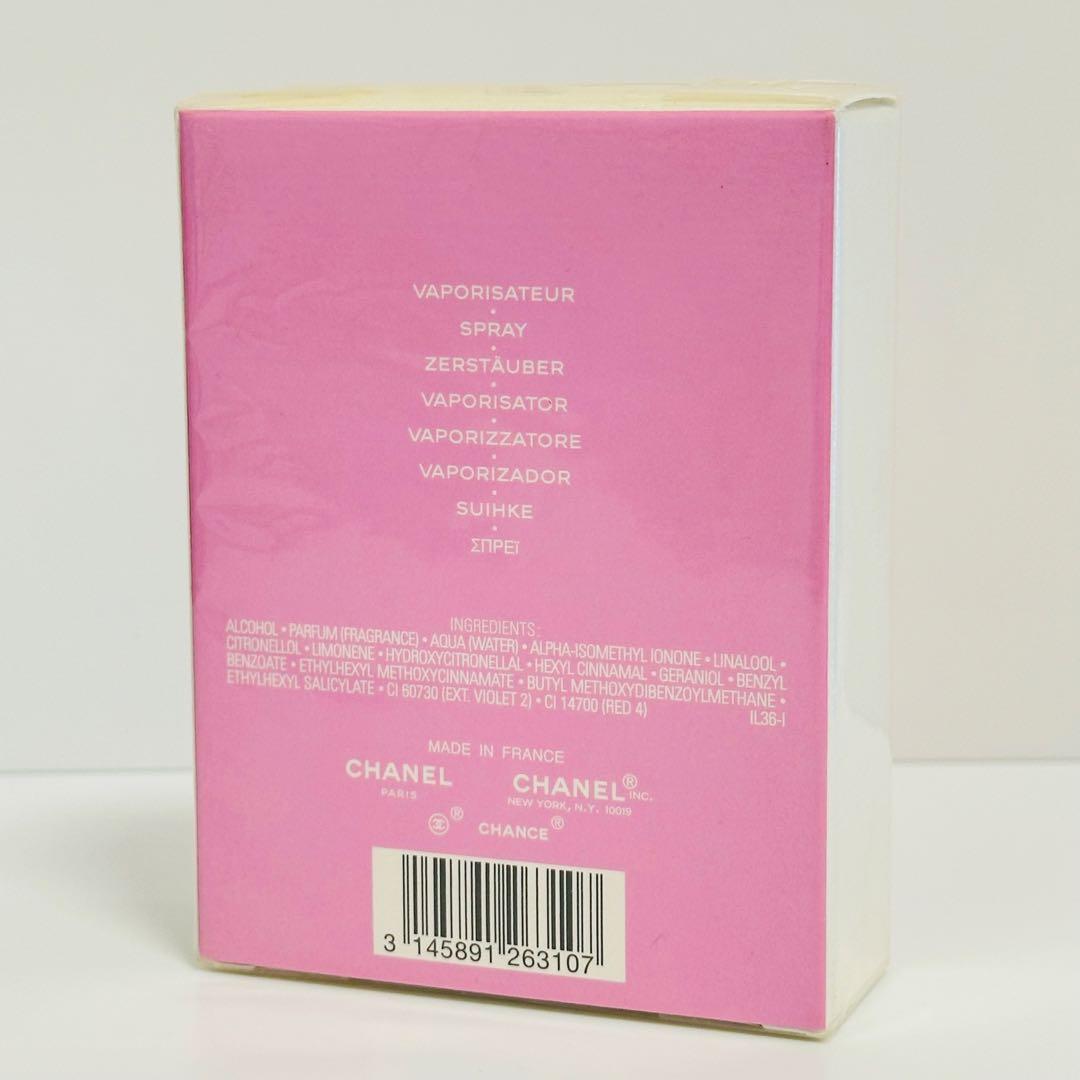 VAPORISATEUR
•
SPRAY
•
ZERSTÄUBER
•
VAPORISATOR
•
VAPORIZZATORE
•
VAPORIZADOR
•
SUIHKE
•
ΣΠΡΕΪ
INGREDIENTS:
ALCOHOL • PARFUM (FRAGRANCE) • AQUA (WATER) • ALPHA-ISOMETHYL IONONE • LINALOOL •
CITRONELLOL • LIMONENE • HYDROXYCITRONELLAL • HEXYL CINNAMAL • GERANIOL • BENZYL
BENZOATE • ETHYLHEXYL METHOXYCINNAMATE • BUTYL METHOXYDIBENZOYLMETHANE •
ETHYLHEXYL SALICYLATE • CI 60730 (EXT. VIOLET 2) • CI 14700 (RED 4) IL36-I
MADE IN FRANCE
CHANEL CHANEL® INC.
PARIS NEW YORK, N.Y. 10019
® CHANCE®
3 145891 263107